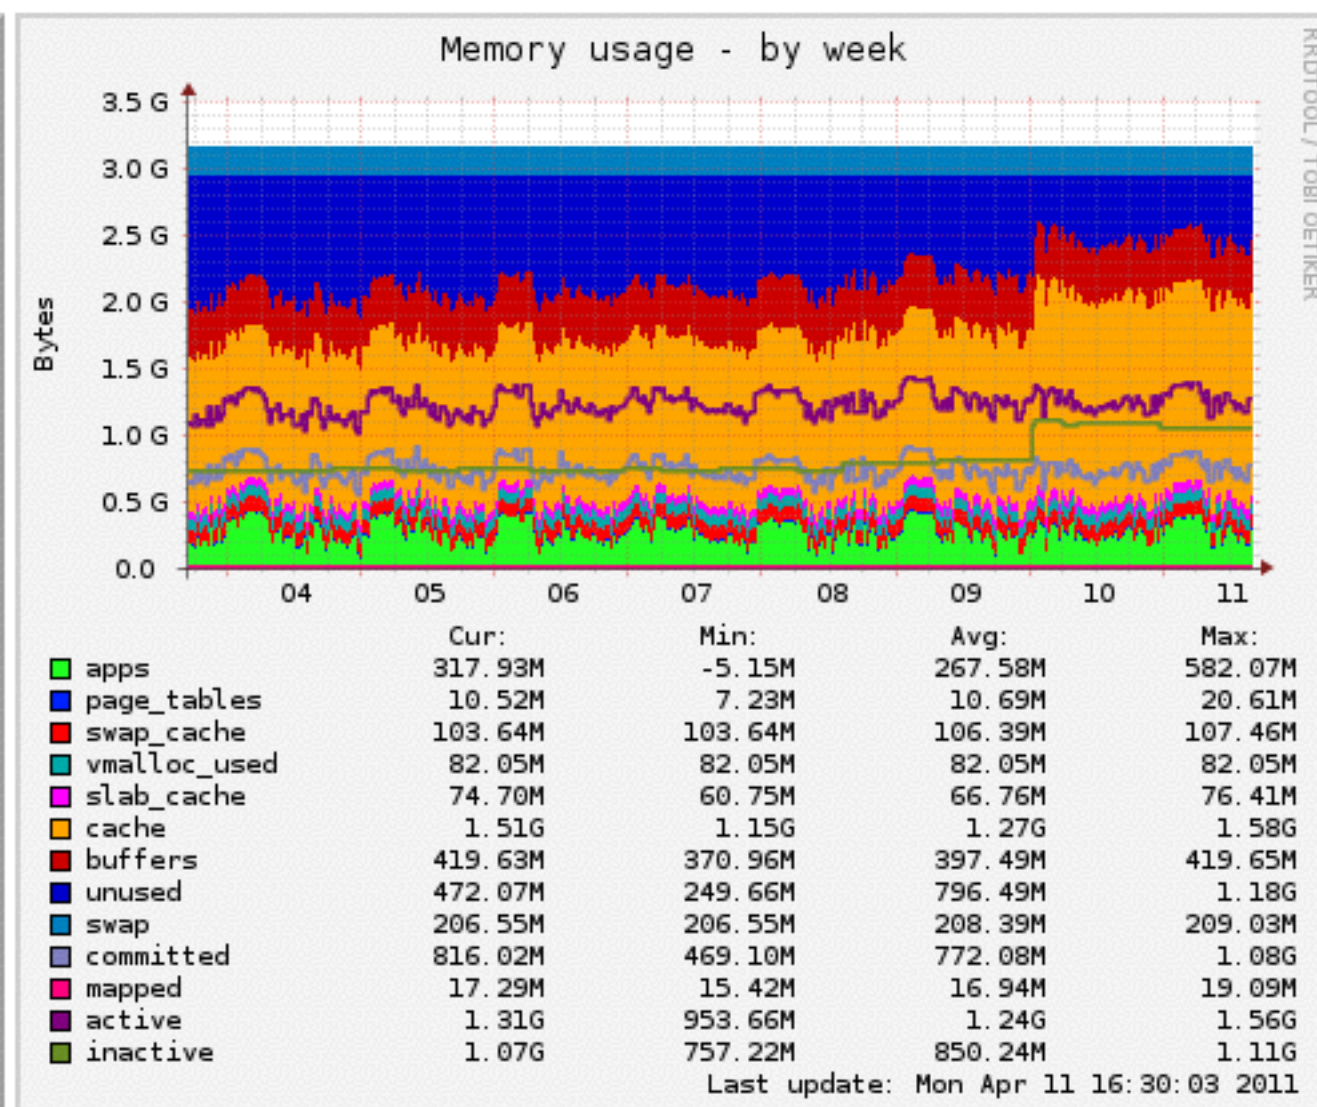 Memory usage - by week
RRDTOOL / TOBI OETIKER
Bytes
3.5 G
3.0 G
2.5 G
2.0 G
1.5 G
1.0 G
0.5 G
0.0
04 05 06 07 08 09 10 11
Cur: Min: Avg: Max:
apps 317.93M -5.15M 267.58M 582.07M
page_tables 10.52M 7.23M 10.69M 20.61M
swap_cache 103.64M 103.64M 106.39M 107.46M
vmalloc_used 82.05M 82.05M 82.05M 82.05M
slab_cache 74.70M 60.75M 66.76M 76.41M
cache 1.51G 1.15G 1.27G 1.58G
buffers 419.63M 370.96M 397.49M 419.65M
unused 472.07M 249.66M 796.49M 1.18G
swap 206.55M 206.55M 208.39M 209.03M
committed 816.02M 469.10M 772.08M 1.08G
mapped 17.29M 15.42M 16.94M 19.09M
active 1.31G 953.66M 1.24G 1.56G
inactive 1.07G 757.22M 850.24M 1.11G
Last update: Mon Apr 11 16:30:03 2011